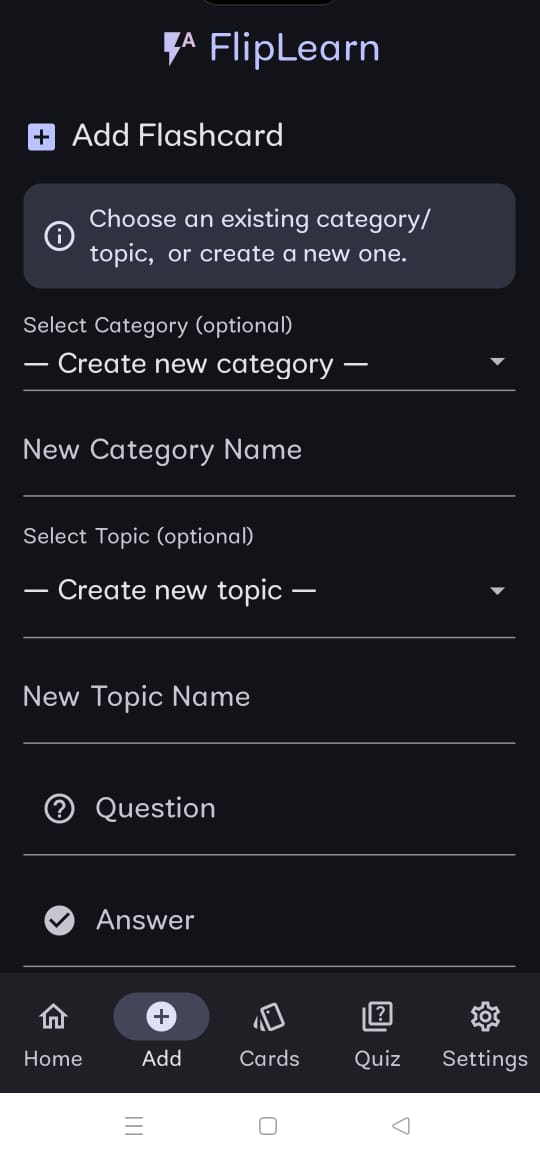 A FlipLearn
Add Flashcard
Choose an existing category/
topic, or create a new one.
Select Category (optional)
— Create new category —
New Category Name
Select Topic (optional)
— Create new topic —
New Topic Name
Question
Answer
Home Add Cards Quiz Settings